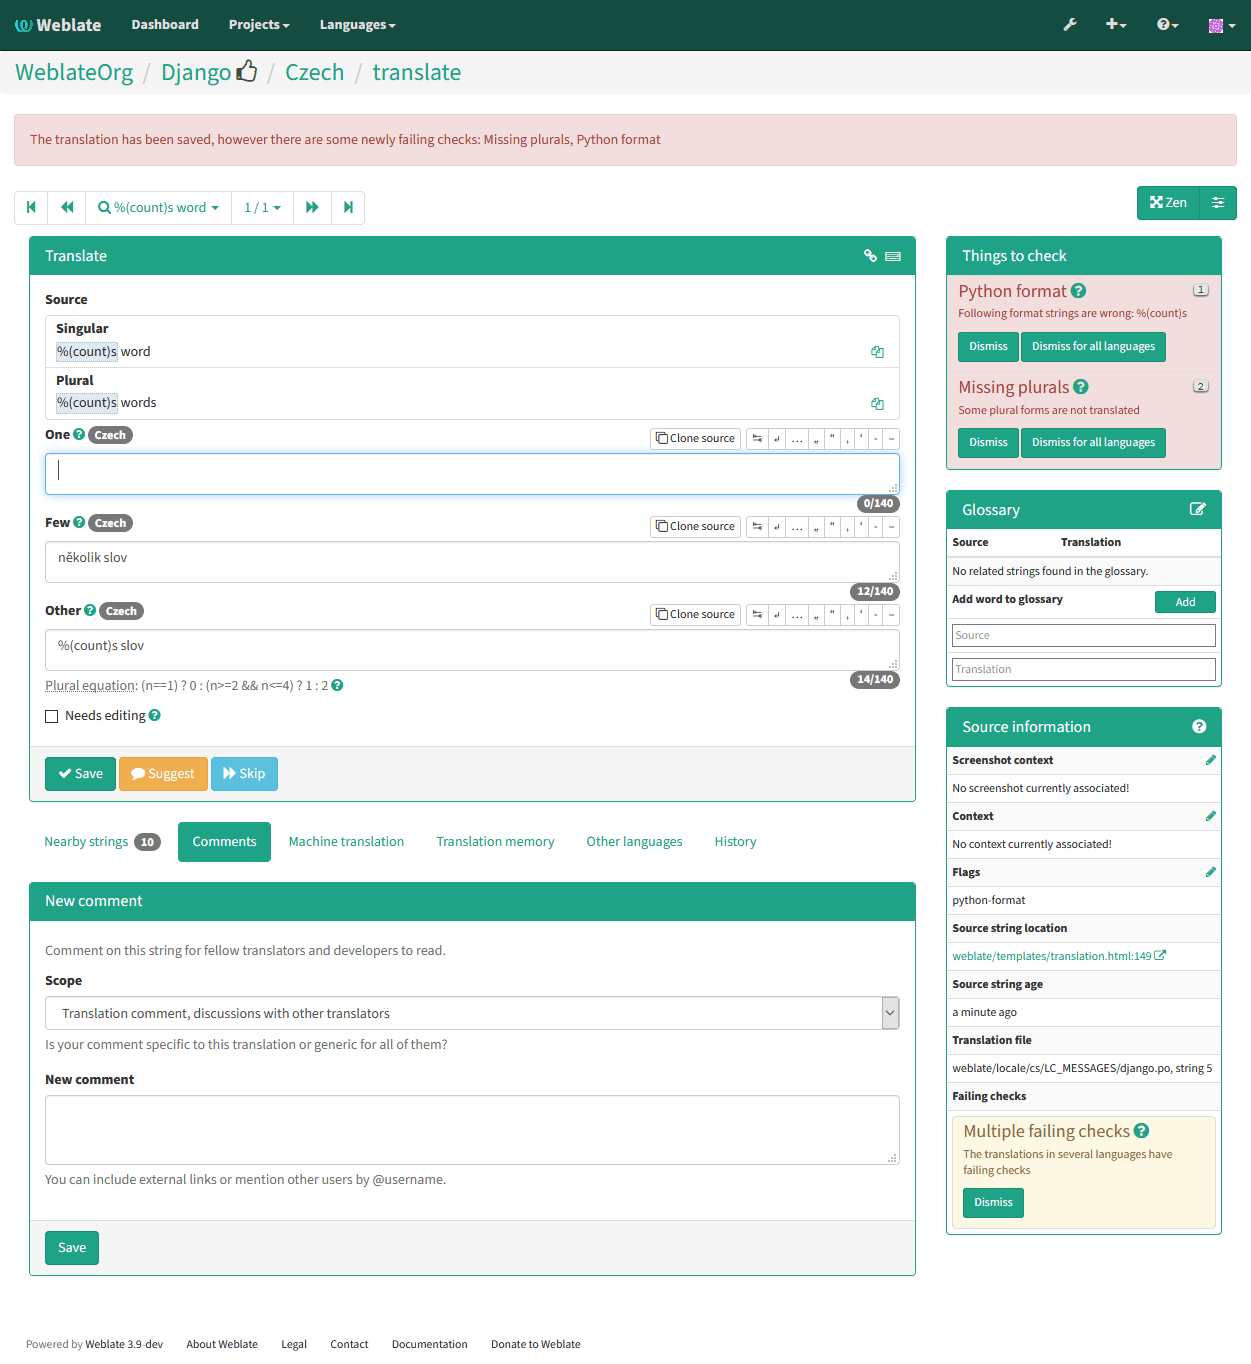 Weblate Dashboard Projects Languages
WeblateOrg / Django / Czech / translate
The translation has been saved, however there are some newly failing checks: Missing plurals, Python format
%(count)s word 1 / 1 Zen
Translate
Source
Singular
%(count)s word
Plural
%(count)s words
One Czech Clone source … „ “ ‚ ‘ - –
0/140
Few Czech Clone source … „ “ ‚ ‘ - –
několik slov
12/140
Other Czech Clone source … „ “ ‚ ‘ - –
%(count)s slov
14/140
Plural equation: (n==1) ? 0 : (n>=2 && n<=4) ? 1 : 2
Needs editing
Save Suggest Skip
Nearby strings 10 Comments Machine translation Translation memory Other languages History
New comment
Comment on this string for fellow translators and developers to read.
Scope
Translation comment, discussions with other translators
Is your comment specific to this translation or generic for all of them?
New comment
You can include external links or mention other users by @username.
Save
Things to check
Python format 1
Following format strings are wrong: %(count)s
Dismiss Dismiss for all languages
Missing plurals 2
Some plural forms are not translated
Dismiss Dismiss for all languages
Glossary
Source Translation
No related strings found in the glossary.
Add word to glossary Add
Source
Translation
Source information
Screenshot context
No screenshot currently associated!
Context
No context currently associated!
Flags
python-format
Source string location
weblate/templates/translation.html:149
Source string age
a minute ago
Translation file
weblate/locale/cs/LC_MESSAGES/django.po, string 5
Failing checks
Multiple failing checks
The translations in several languages have
failing checks
Dismiss
Powered by Weblate 3.9-dev About Weblate Legal Contact Documentation Donate to Weblate